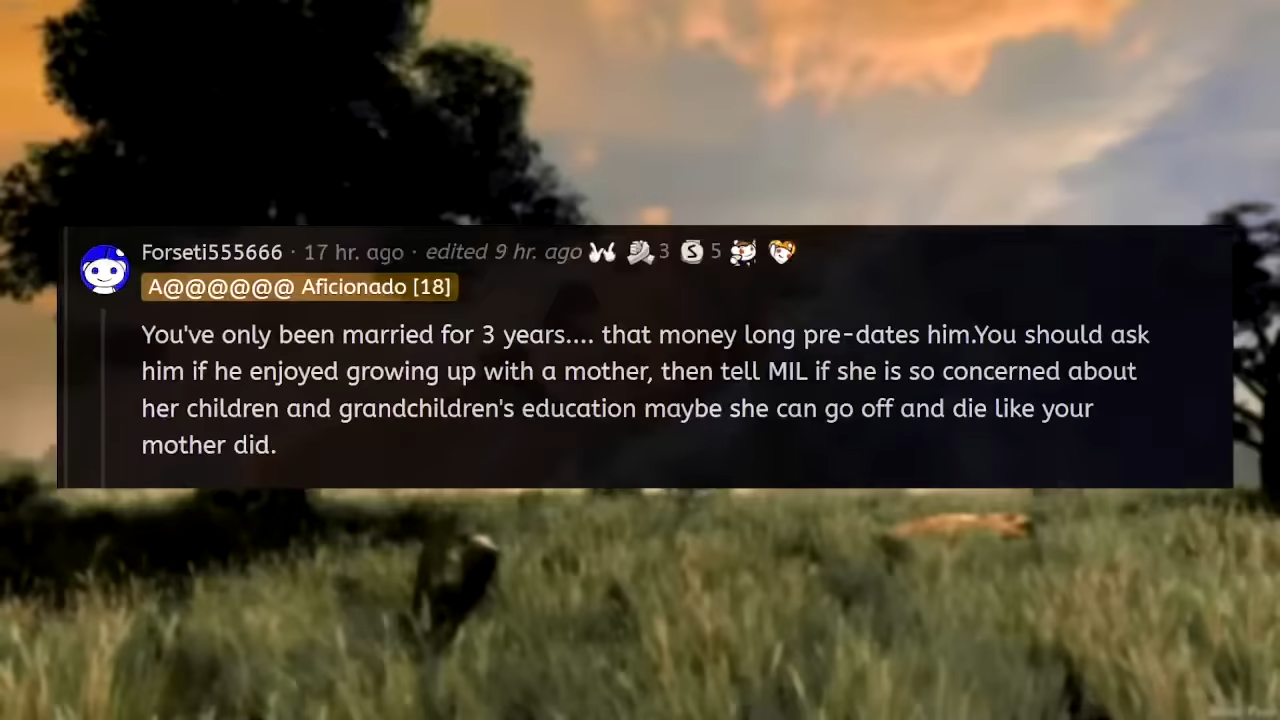 Forseti555666 · 17 hr. ago · edited 9 hr. ago 3 S 5
A@@@@@@ Aficionado [18]
You've only been married for 3 years.... that money long pre-dates him.You should ask
him if he enjoyed growing up with a mother, then tell MIL if she is so concerned about
her children and grandchildren's education maybe she can go off and die like your
mother did.